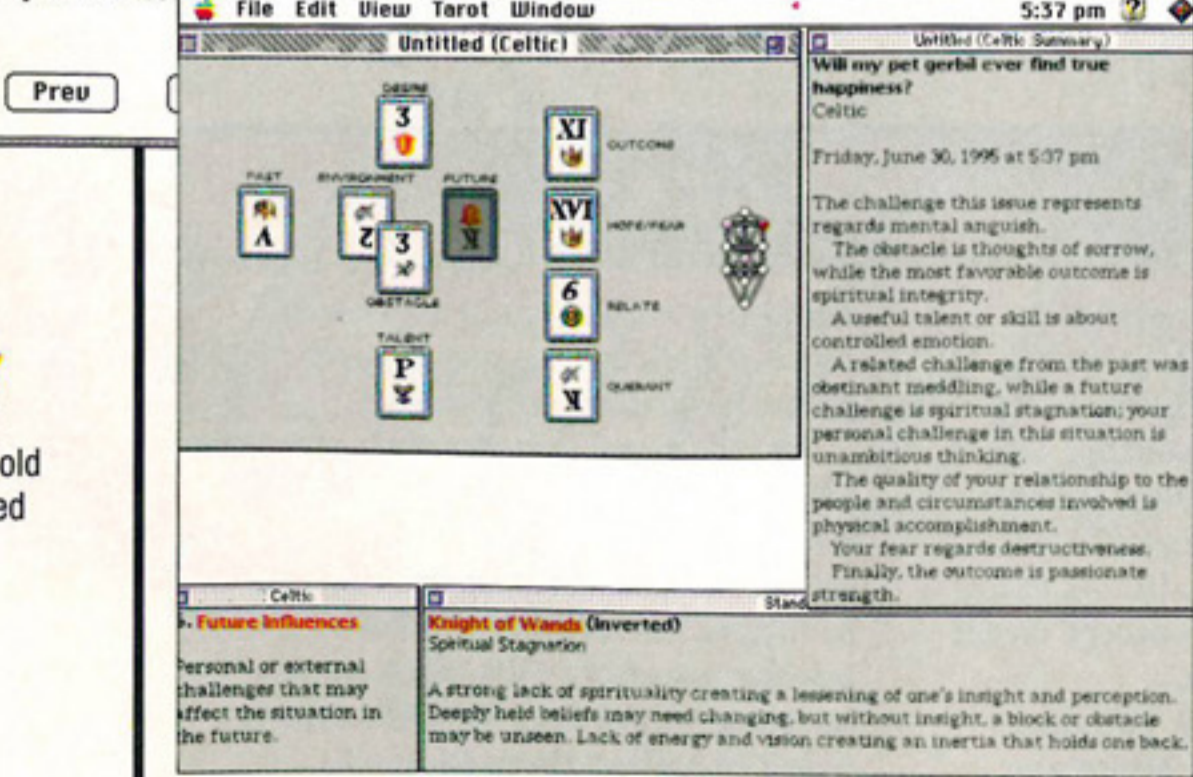 File Edit View Tarot Window 5:37 pm
Prev
Untitled (Celtic)
DESIRE
3
PAST
V
ENVIRONMENT
2
3
OBSTACLE
FUTURE
K
TALENT
P
XI
OUTCOME
XVI
HOPE/FEAR
6
RELATE
K
QUERANT
Untitled (Celtic Summary)
Will my pet gerbil ever find true
happiness?
Celtic
Friday, June 30, 1995 at 5:37 pm
The challenge this issue represents
regards mental anguish.
The obstacle is thoughts of sorrow,
while the most favorable outcome is
spiritual integrity.
A useful talent or skill is about
controlled emotion.
A related challenge from the past was
obstinant meddling, while a future
challenge is spiritual stagnation; your
personal challenge in this situation is
unambitious thinking.
The quality of your relationship to the
people and circumstances involved is
physical accomplishment.
Your fear regards destructiveness.
Finally, the outcome is passionate
strength.
old
ed
Celtic
. Future Influences
Personal or external
challenges that may
affect the situation in
the future.
Stand
Knight of Wands (Inverted)
Spiritual Stagnation
A strong lack of spirituality creating a lessening of one's insight and perception.
Deeply held beliefs may need changing, but without insight, a block or obstacle
may be unseen. Lack of energy and vision creating an inertia that holds one back.